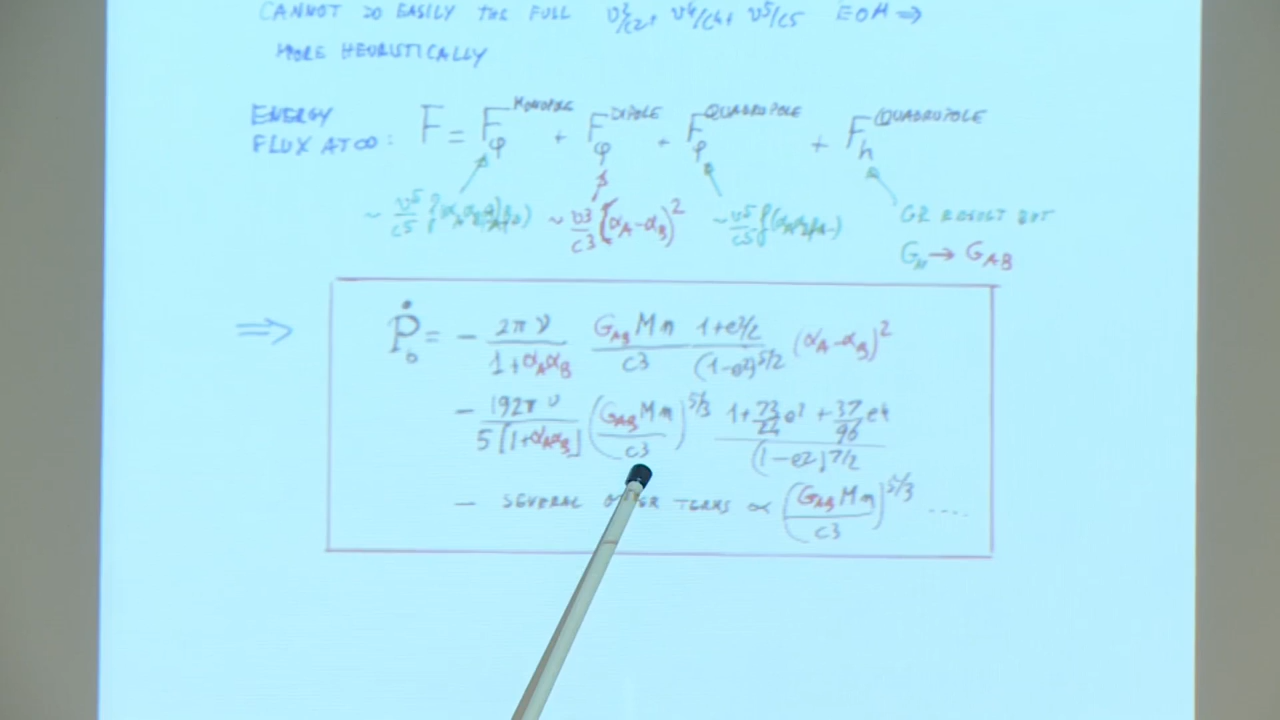 CANNOT DO EASILY THE FULL v²/c2, v⁴/c4, v⁵/c5 EOM ⇒
MORE HEURISTICALLY
ENERGY FLUX AT ∞: F = F_φ^MONOPOLE + F_φ^DIPOLE + F_φ^QUADRUPOLE + F_h^QUADRUPOLE
~ v⁵/c5 ~ v3/c3 (α_A-α_B)² ~ v5/c5 GR RESULT BUT
G_N → G_AB
⇒ Ṗ_b = - 2πν/(1+α_Aα_B) G_AB M n/c3 (1+e²/2)/(1-e2)^5/2 (α_A-α_B)²
- 192πν/(5[1+α_Aα_B]) (G_AB M n/c3)^5/3 (1+73/24 e² + 37/96 e4)/(1-e2)^7/2
- SEVERAL TERMS ∝ (G_AB M n/c3)^5/3 ....